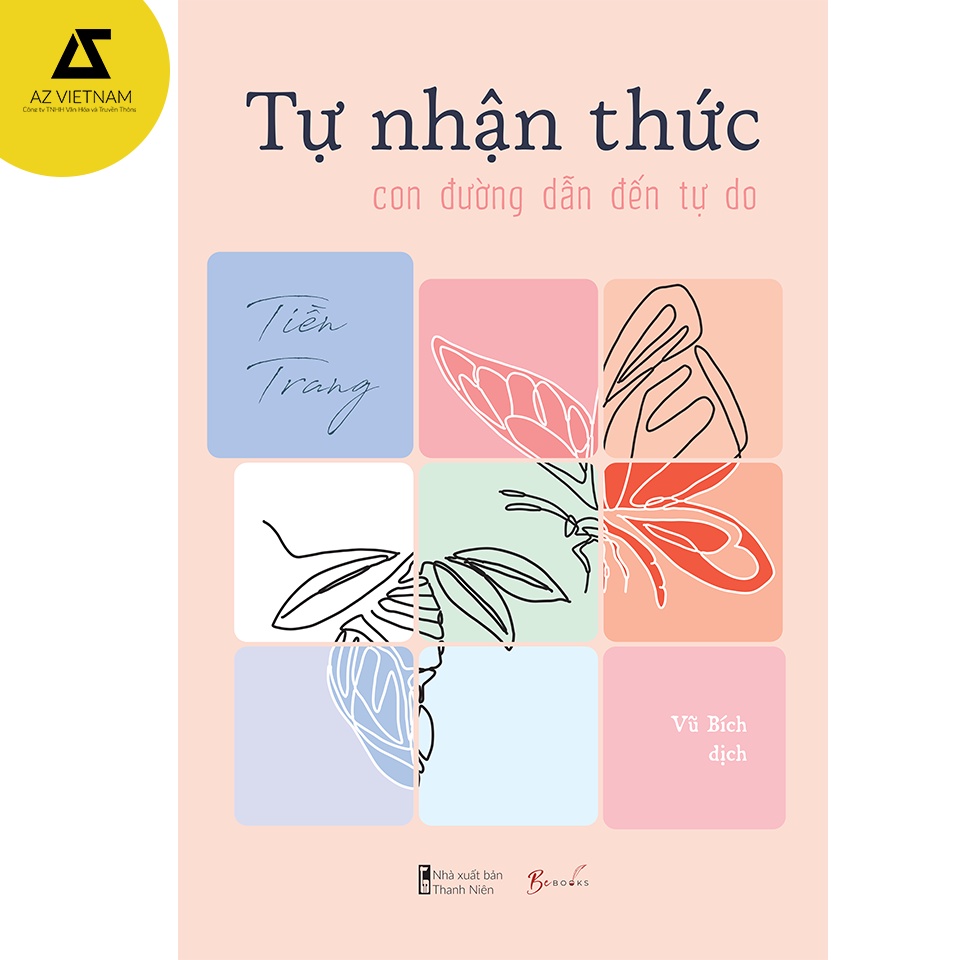 AZ VIETNAM
Công ty TNHH Văn Hóa và Truyền Thông
Tự nhận thức
con đường dẫn đến tự do
Tiền
Trang
Vũ Bích
dịch
Nhà xuất bản
Thanh Niên
BeBOOKS